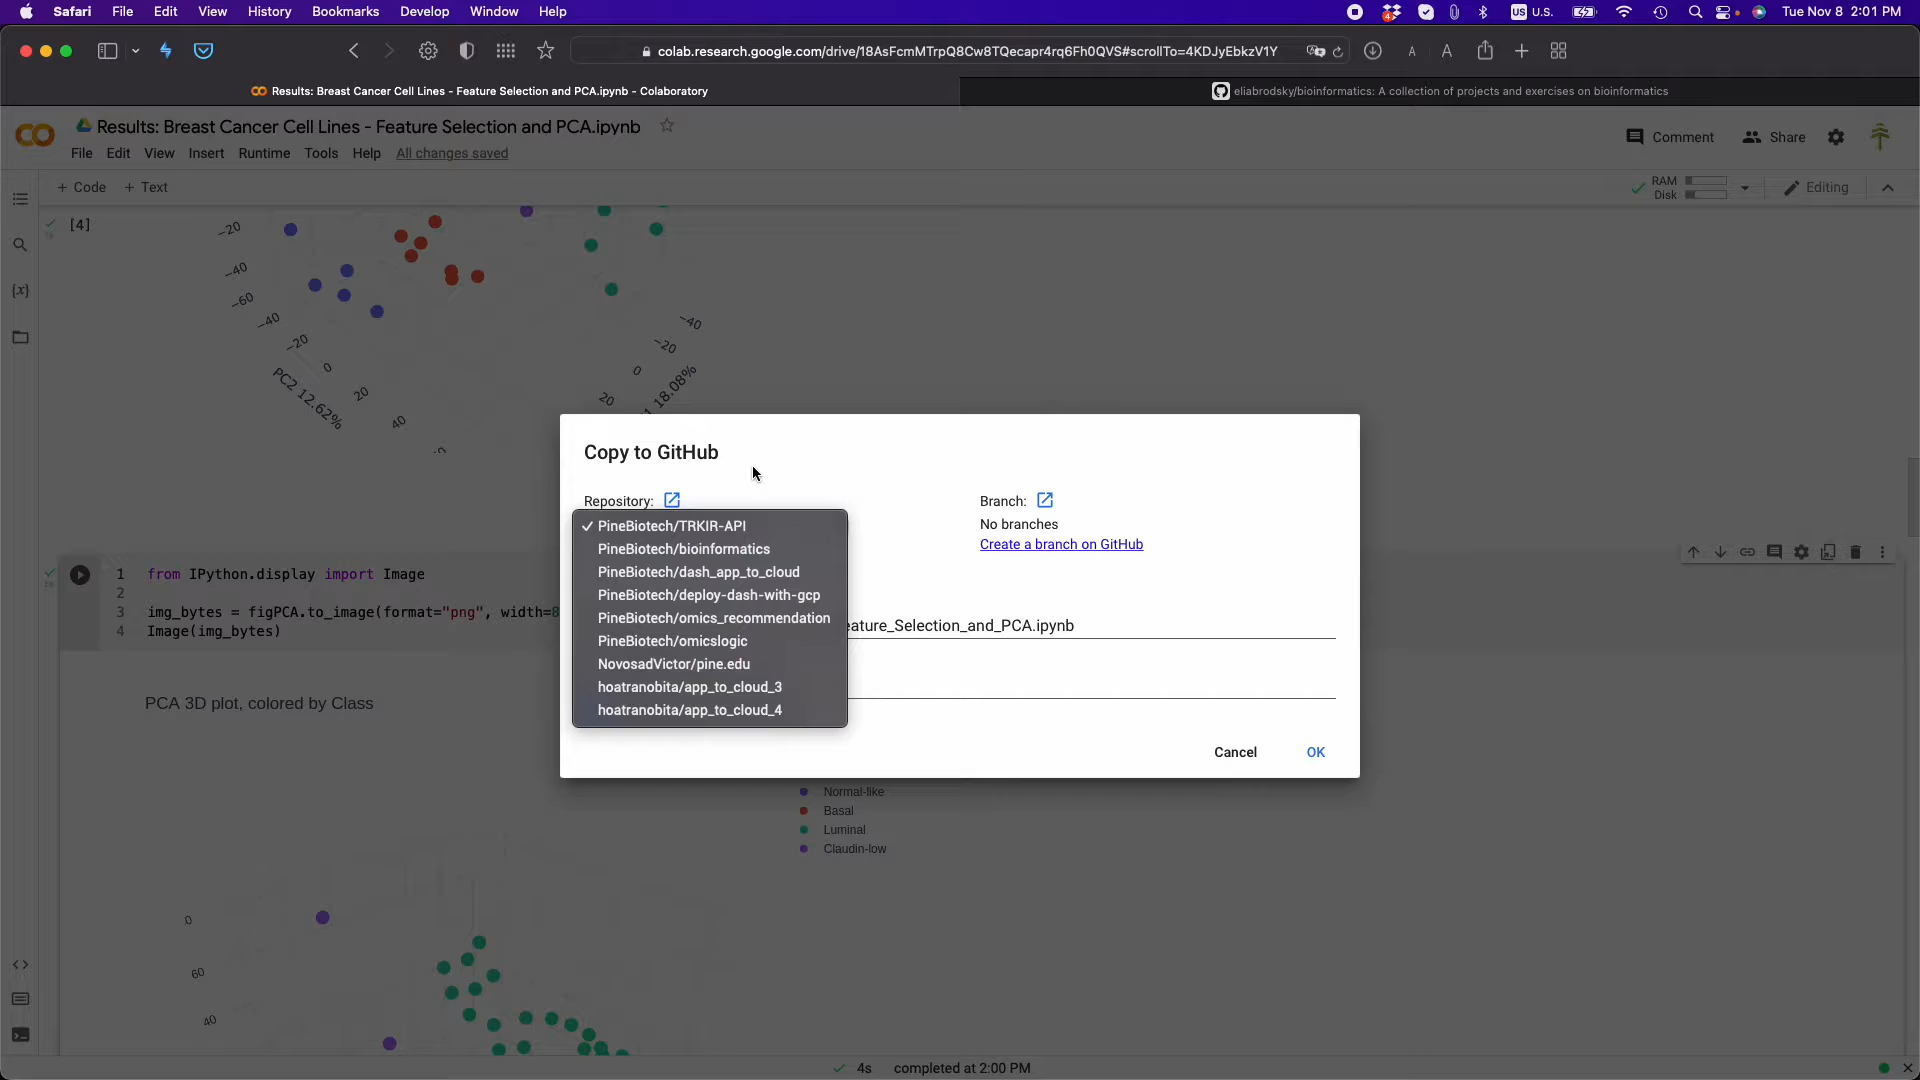 Safari File Edit View History Bookmarks Develop Window Help US U.S. Tue Nov 8 2:01 PM
colab.research.google.com/drive/18AsFcmMTrpQ8Cw8TQecapr4rq6Fh0QVS#scrollTo=4KDJyEbkzV1Y A A
Results: Breast Cancer Cell Lines - Feature Selection and PCA.ipynb - Colaboratory
eliabrodsky/bioinformatics: A collection of projects and exercises on bioinformatics
Results: Breast Cancer Cell Lines - Feature Selection and PCA.ipynb
Comment Share
File Edit View Insert Runtime Tools Help All changes saved
+ Code + Text
RAM
Disk
Editing
[4]
−20
−40
−60
−40
−20
0
20
40
PC2 12.62%
−40
−20
0
20
18.08%
Copy to GitHub
Repository:
PineBiotech/TRKIR-API
PineBiotech/bioinformatics
PineBiotech/dash_app_to_cloud
PineBiotech/deploy-dash-with-gcp
PineBiotech/omics_recommendation
PineBiotech/omicslogic
NovosadVictor/pine.edu
hoatranobita/app_to_cloud_3
hoatranobita/app_to_cloud_4
Branch:
No branches
Create a branch on GitHub
eature_Selection_and_PCA.ipynb
Cancel OK
1 from IPython.display import Image
2
3 img_bytes = figPCA.to_image(format="png", width=8
4 Image(img_bytes)
PCA 3D plot, colored by Class
Normal-like
Basal
Luminal
Claudin-low
0
60
40
4s completed at 2:00 PM